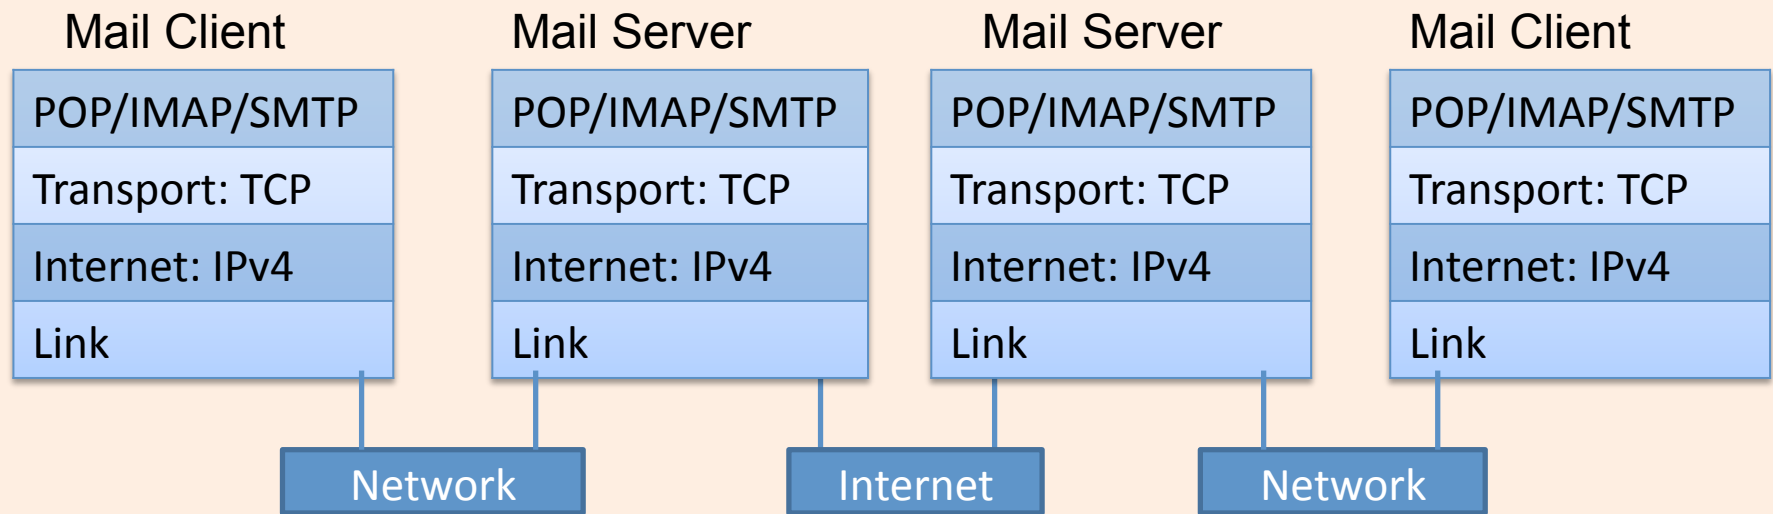 Mail Client
Mail Server
Mail Server
Mail Client
POP/IMAP/SMTP
POP/IMAP/SMTP
POP/IMAP/SMTP
POP/IMAP/SMTP
Transport: TCP
Transport: TCP
Transport: TCP
Transport: TCP
Internet: IPv4
Internet: IPv4
Internet: IPv4
Internet: IPv4
Link
Link
Link
Link
Network
Internet
Network